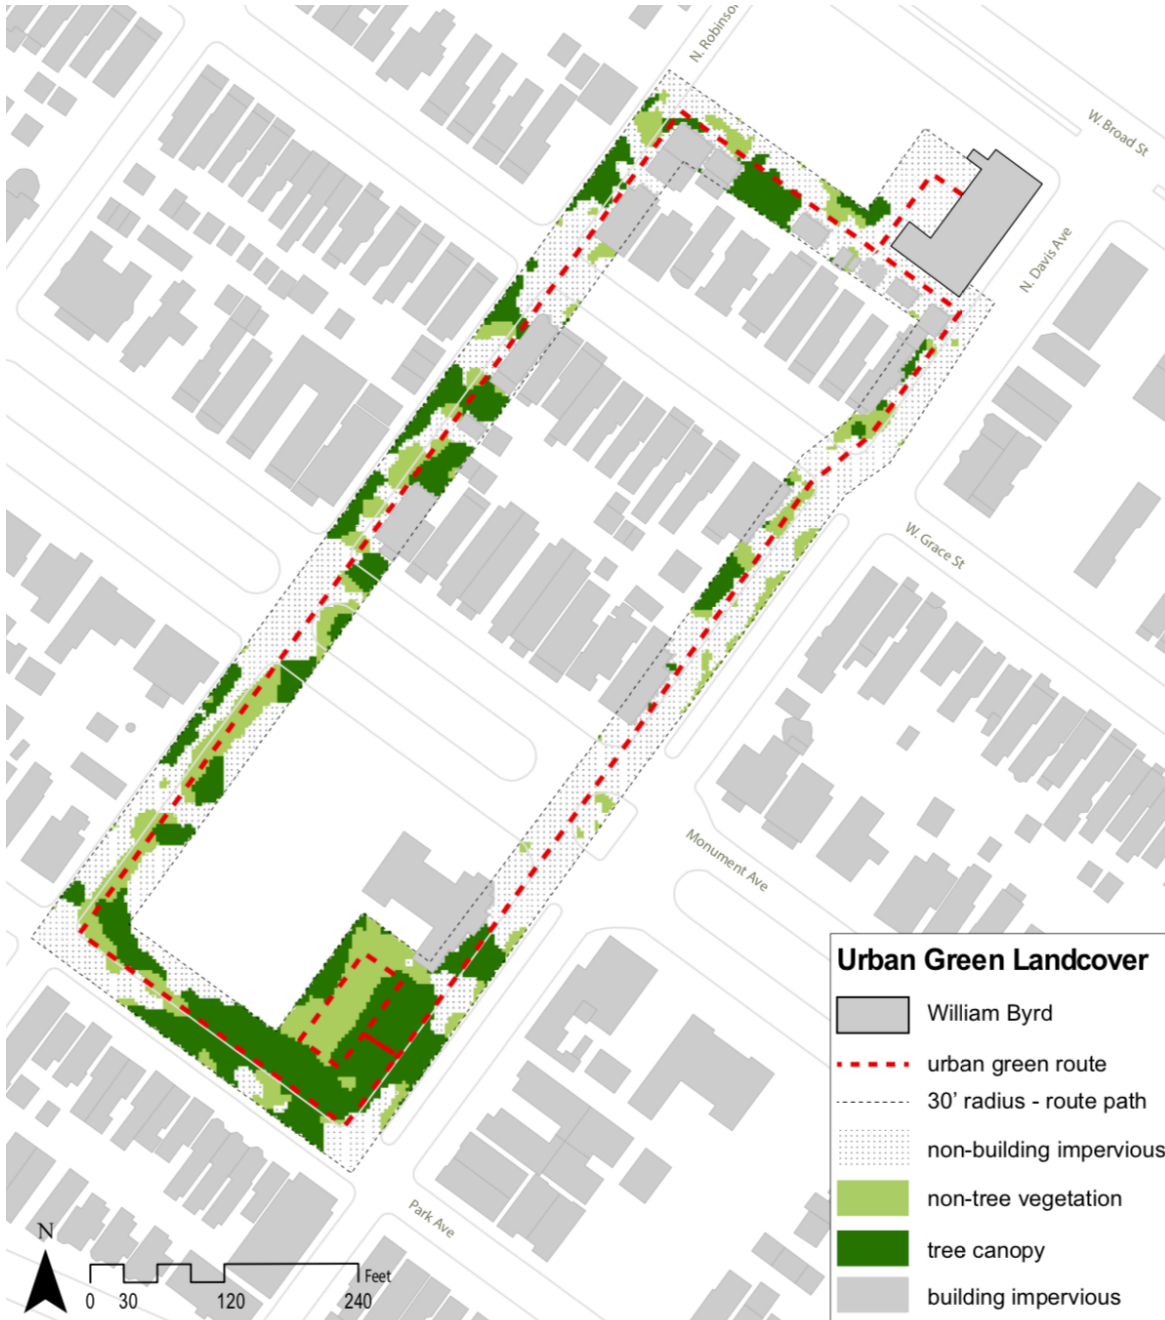 N. Robinson
W. Broad St
N. Davis Ave
W. Grace St
Monument Ave
Park Ave
Urban Green Landcover
William Byrd
urban green route
30' radius - route path
non-building impervious
non-tree vegetation
tree canopy
building impervious
N
Feet
0 30 120 240